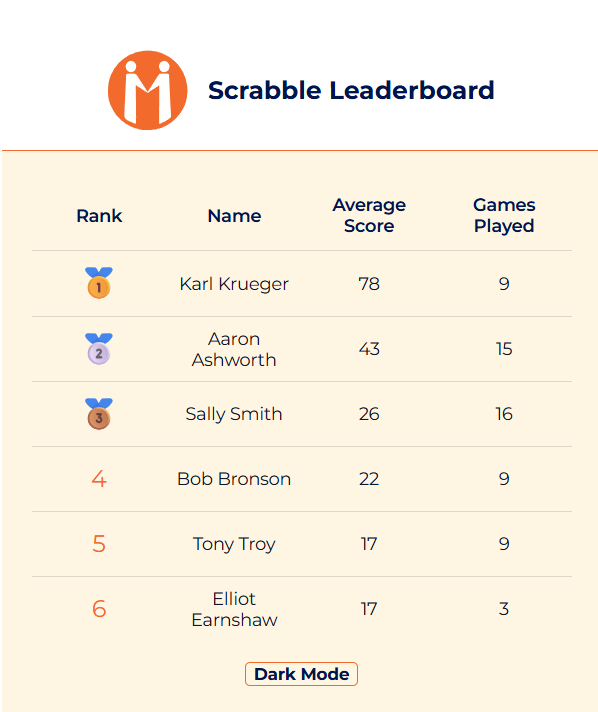 Scrabble Leaderboard
Rank Name Average Score Games Played
1 Karl Krueger 78 9
2 Aaron Ashworth 43 15
3 Sally Smith 26 16
4 Bob Bronson 22 9
5 Tony Troy 17 9
6 Elliot Earnshaw 17 3
Dark Mode